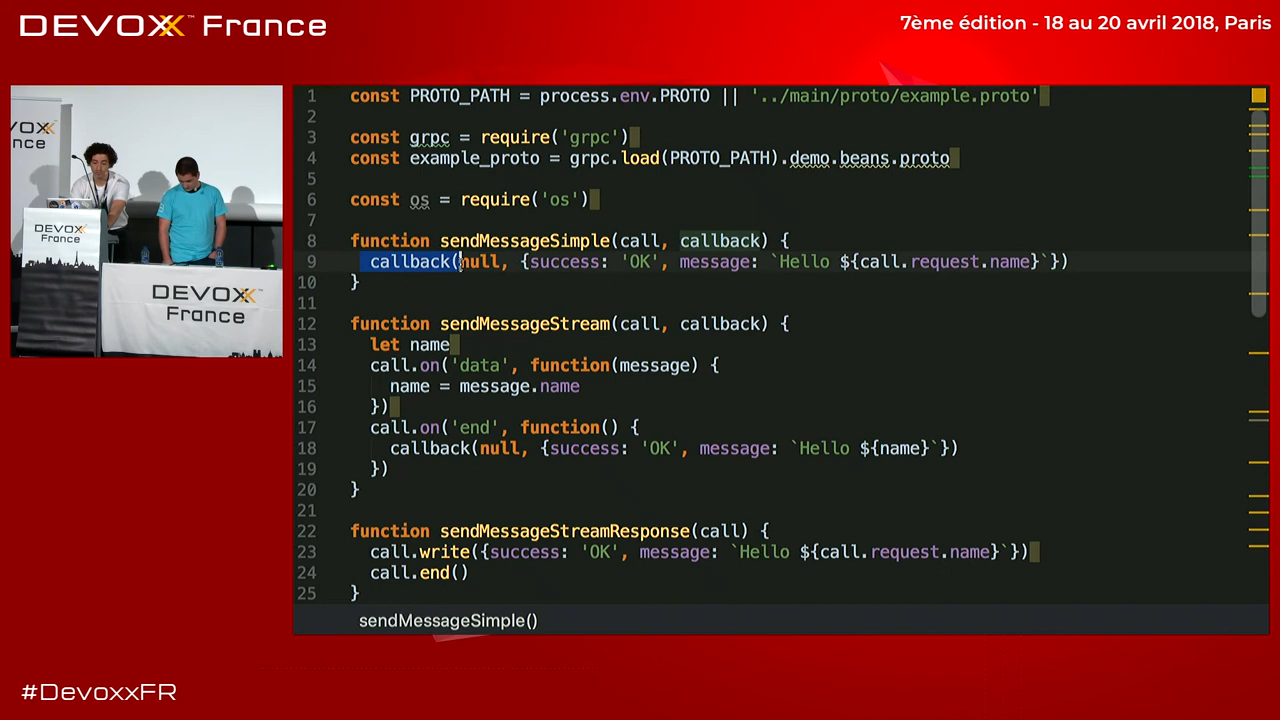 DEVOXX™ France
7ème édition - 18 au 20 avril 2018, Paris
VOXX
nce
DEVOXX
France
DEVOXX™
France
1 const PROTO_PATH = process.env.PROTO || '../main/proto/example.proto'
2
3 const grpc = require('grpc')
4 const example_proto = grpc.load(PROTO_PATH).demo.beans.proto
5
6 const os = require('os')
7
8 function sendMessageSimple(call, callback) {
9 callback(null, {success: 'OK', message: `Hello ${call.request.name}`})
10 }
11
12 function sendMessageStream(call, callback) {
13 let name
14 call.on('data', function(message) {
15 name = message.name
16 })
17 call.on('end', function() {
18 callback(null, {success: 'OK', message: `Hello ${name}`})
19 })
20 }
21
22 function sendMessageStreamResponse(call) {
23 call.write({success: 'OK', message: `Hello ${call.request.name}`})
24 call.end()
25 }
sendMessageSimple()
#DevoxxFR